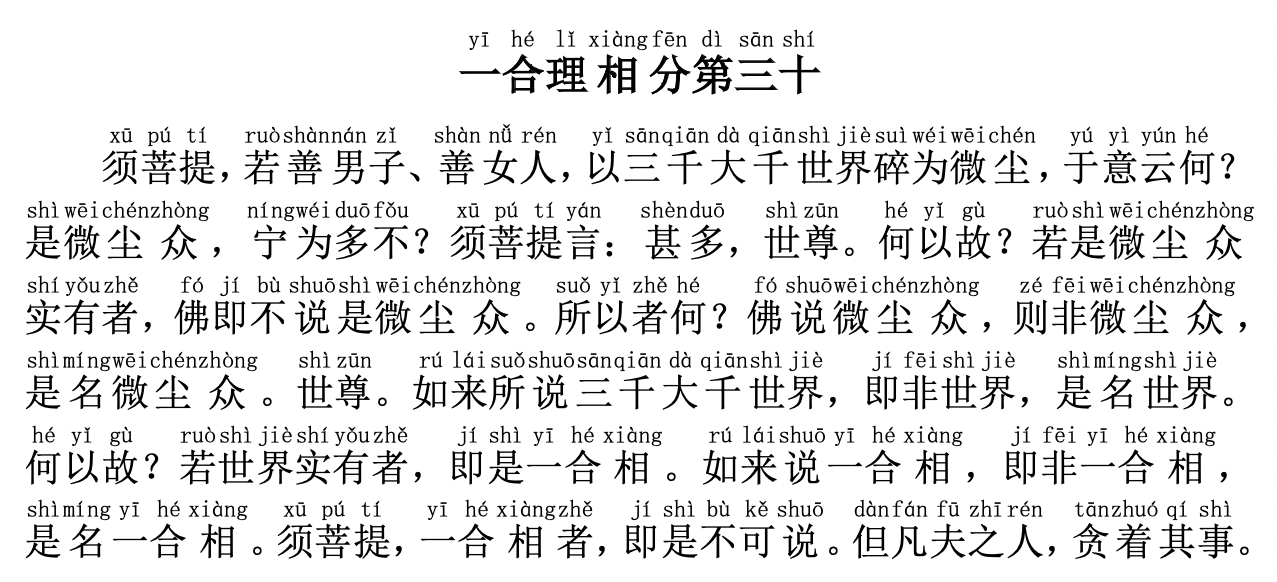 yī hé lǐ xiàng fēn dì sān shí
一合理相分第三十
xū pú tí ruò shàn nán zǐ shàn nǚ rén yǐ sān qiān dà qiān shì jiè suì wéi wēi chén yú yì yún hé
须菩提，若善男子、善女人，以三千大千世界碎为微尘，于意云何？
shì wēi chén zhòng níng wéi duō fǒu xū pú tí yán shèn duō shì zūn hé yǐ gù ruò shì wēi chén zhòng
是微尘众，宁为多不？须菩提言：甚多，世尊。何以故？若是微尘众
shí yǒu zhě fó jí bù shuō shì wēi chén zhòng suǒ yǐ zhě hé fó shuō wēi chén zhòng zé fēi wēi chén zhòng
实有者，佛即不说是微尘众。所以者何？佛说微尘众，则非微尘众，
shì míng wēi chén zhòng shì zūn rú lái suǒ shuō sān qiān dà qiān shì jiè jí fēi shì jiè shì míng shì jiè
是名微尘众。世尊。如来所说三千大千世界，即非世界，是名世界。
hé yǐ gù ruò shì jiè shí yǒu zhě jí shì yī hé xiàng rú lái shuō yī hé xiàng jí fēi yī hé xiàng
何以故？若世界实有者，即是一合相。如来说一合相，即非一合相，
shì míng yī hé xiàng xū pú tí yī hé xiàng zhě jí shì bù kě shuō dàn fán fū zhī rén tān zhuó qí shì
是名一合相。须菩提，一合相者，即是不可说。但凡夫之人，贪着其事。